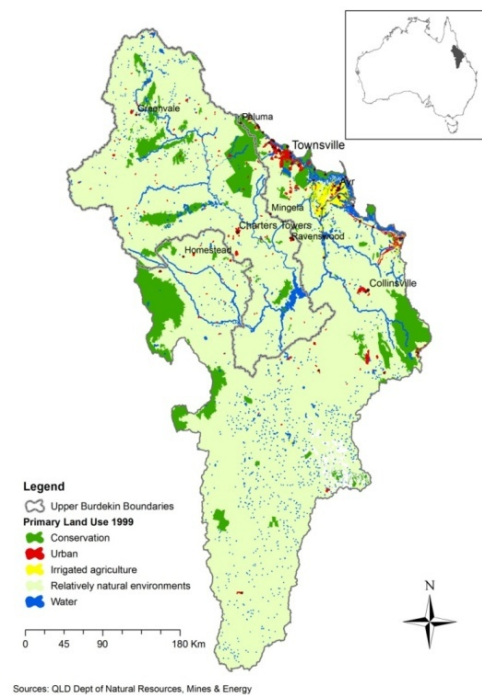 Greenvale
Paluma
Townsville
Ayr
Mingela
Charters Towers
Ravenswood
Homestead
Collinsville
Legend
Upper Burdekin Boundaries
Primary Land Use 1999
Conservation
Urban
Irrigated agriculture
Relatively natural environments
Water
N
0 45 90 180 Km
Sources: QLD Dept of Natural Resources, Mines & Energy